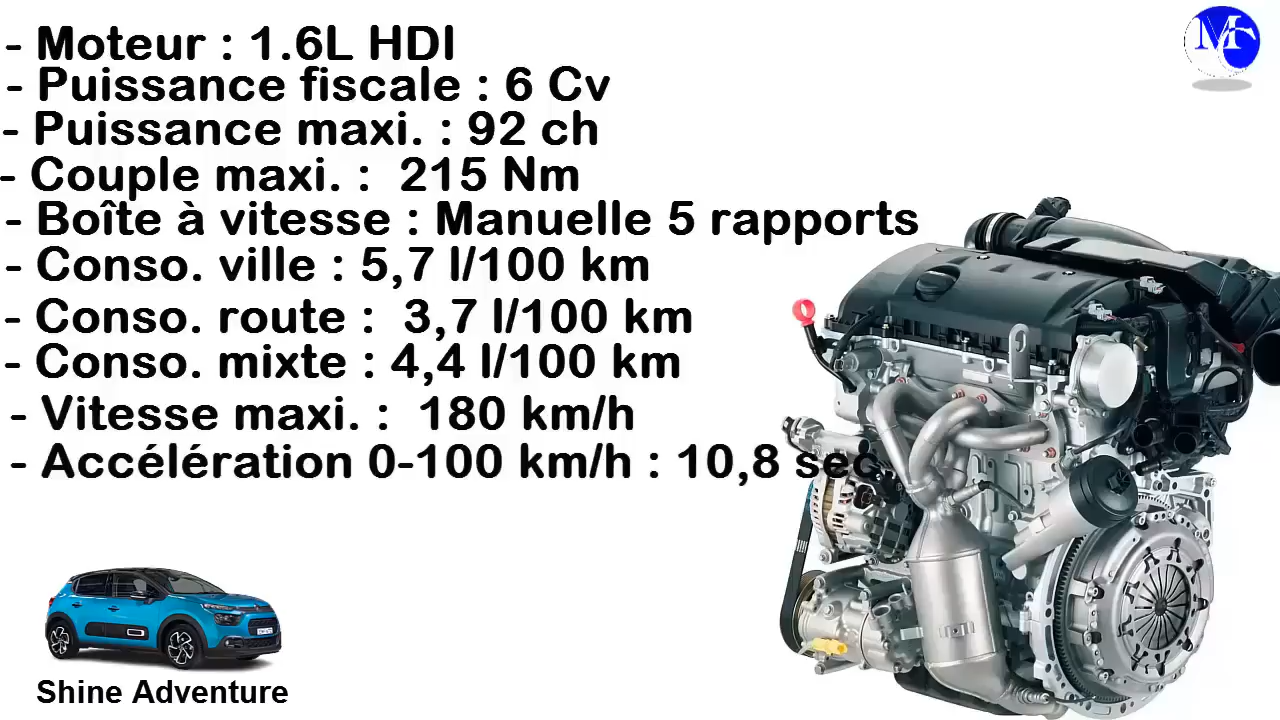 MC
- Moteur : 1.6L HDI
- Puissance fiscale : 6 Cv
- Puissance maxi. : 92 ch
- Couple maxi. : 215 Nm
- Boîte à vitesse : Manuelle 5 rapports
- Conso. ville : 5,7 l/100 km
- Conso. route : 3,7 l/100 km
- Conso. mixte : 4,4 l/100 km
- Vitesse maxi. : 180 km/h
- Accélération 0-100 km/h : 10,8 sec.
Shine Adventure